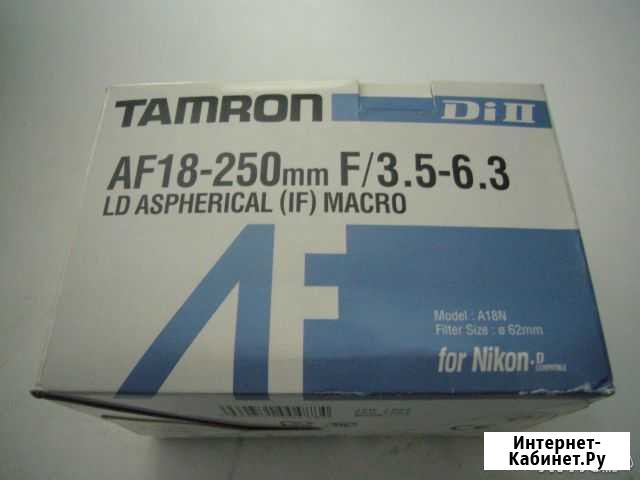 TAMRON Di II
AF18-250mm F/3.5-6.3
LD ASPHERICAL (IF) MACRO
AF
Model : A18N
Filter Size : ø 62mm
for Nikon-D
COMPATIBLE
Интернет-
Кабинет.Ру